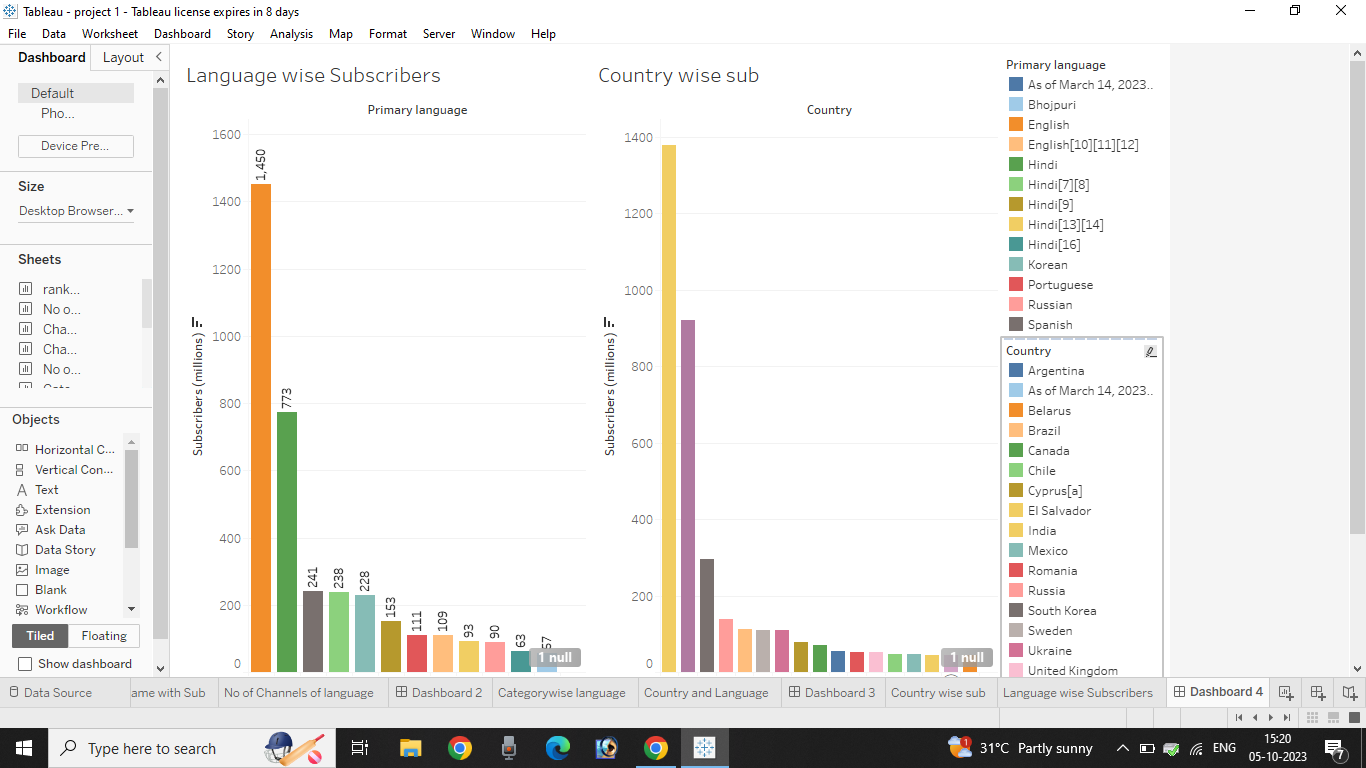 Tableau - project 1 - Tableau license expires in 8 days
File Data Worksheet Dashboard Story Analysis Map Format Server Window Help
Dashboard Layout
Default
Pho...
Device Pre...
Size
Desktop Browser...
Sheets
rank...
No o...
Cha...
Cha...
No o...
Objects
Horizontal C...
Vertical Con...
Text
Extension
Ask Data
Data Story
Image
Blank
Workflow
Tiled Floating
Show dashboard
Language wise Subscribers
Primary language
Subscribers (millions)
1600
1400
1200
1000
800
600
400
200
0
1,450
773
241
238
228
153
111
109
93
90
63
57
1 null
Country wise sub
Country
Subscribers (millions)
1400
1200
1000
800
600
400
200
0
1 null
Primary language
As of March 14, 2023..
Bhojpuri
English
English[10][11][12]
Hindi
Hindi[7][8]
Hindi[9]
Hindi[13][14]
Hindi[16]
Korean
Portuguese
Russian
Spanish
Country
Argentina
As of March 14, 2023..
Belarus
Brazil
Canada
Chile
Cyprus[a]
El Salvador
India
Mexico
Romania
Russia
South Korea
Sweden
Ukraine
United Kingdom
Data Source ame with Sub No of Channels of language Dashboard 2 Categorywise language Country and Language Dashboard 3 Country wise sub Language wise Subscribers Dashboard 4
Type here to search
1
31°C Partly sunny
ENG
15:20
05-10-2023
7